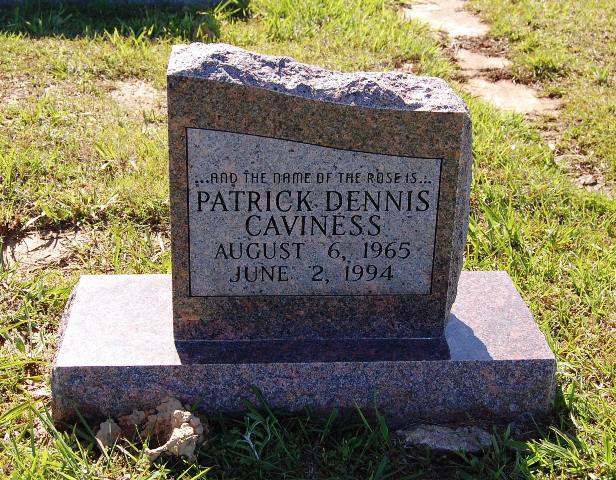 ...AND THE NAME OF THE ROSE IS...
PATRICK DENNIS
CAVINESS
AUGUST 6, 1965
JUNE 2, 1994